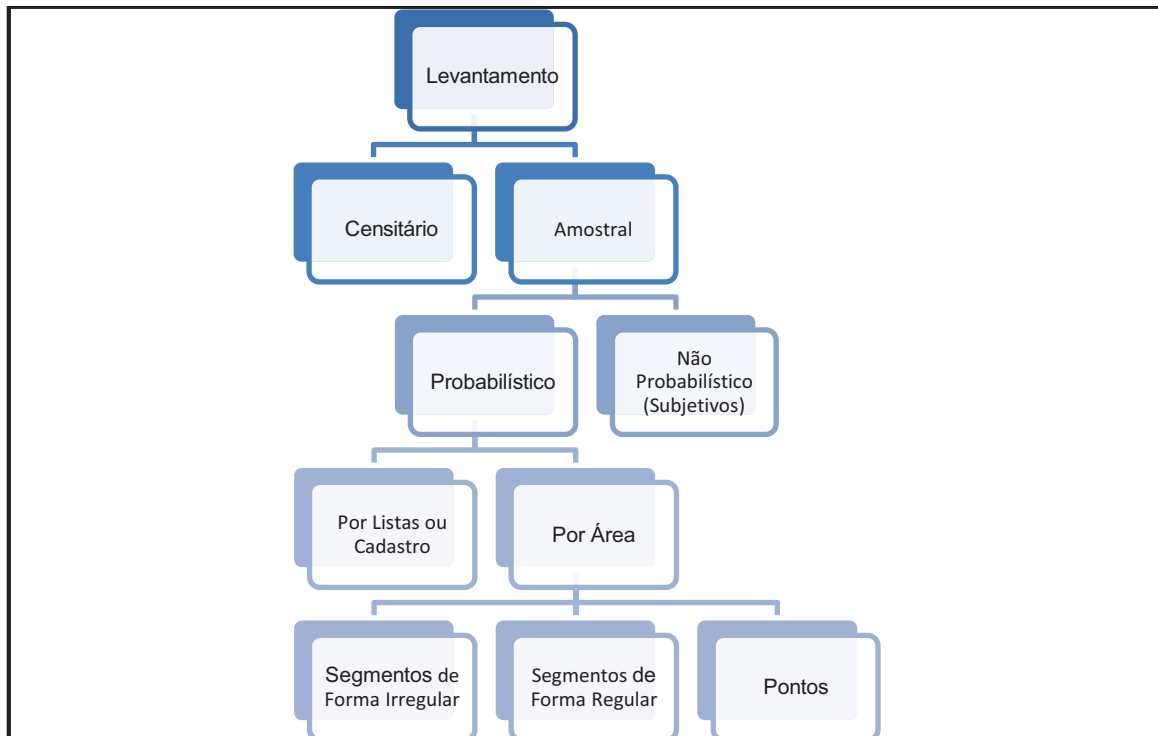 Levantamento
Censitário
Amostral
Probabilístico
Não
Probabilístico
(Subjetivos)
Por Listas ou
Cadastro
Por Área
Segmentos de
Forma Irregular
Segmentos de
Forma Regular
Pontos